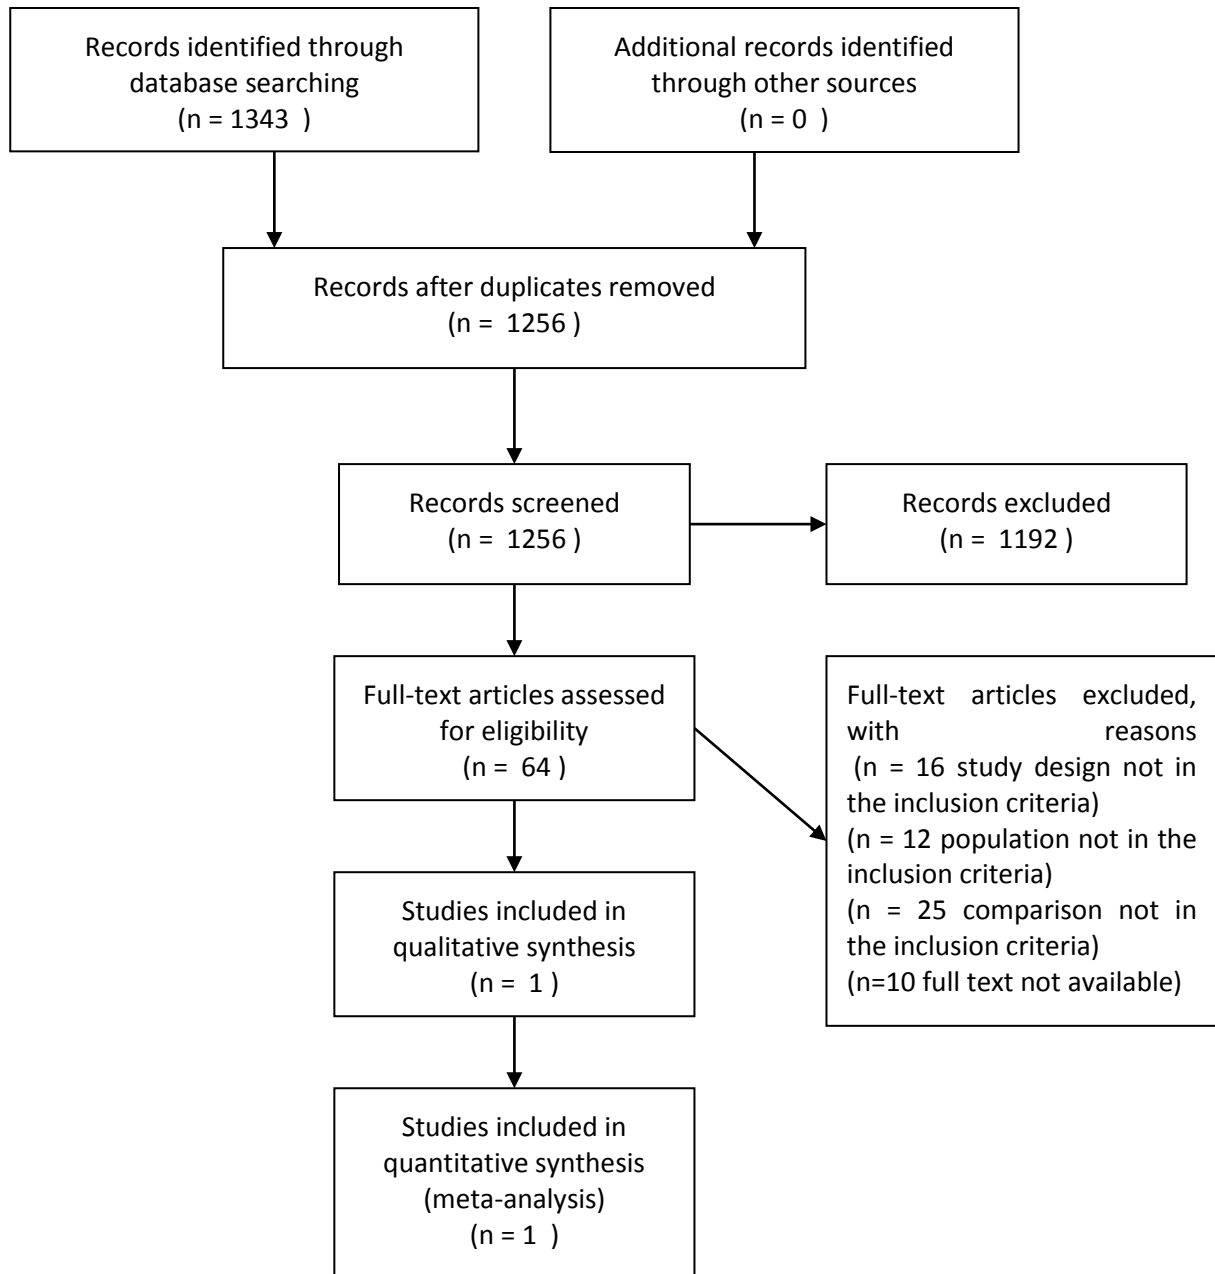 Records identified through
database searching
(n = 1343  )
Additional records identified
through other sources
(n = 0  )
Records after duplicates removed
(n =  1256 )
Records screened
(n =  1256 )
Records excluded
(n =  1192 )
Full-text articles assessed
for eligibility
(n =  64 )
Full-text articles excluded,
with reasons
(n = 16 study design not in
the inclusion criteria)
(n = 12 population not in the
inclusion criteria)
(n = 25 comparison not in
the inclusion criteria)
(n=10 full text not available)
Studies included in
qualitative synthesis
(n =  1 )
Studies included in
quantitative synthesis
(meta-analysis)
(n = 1  )